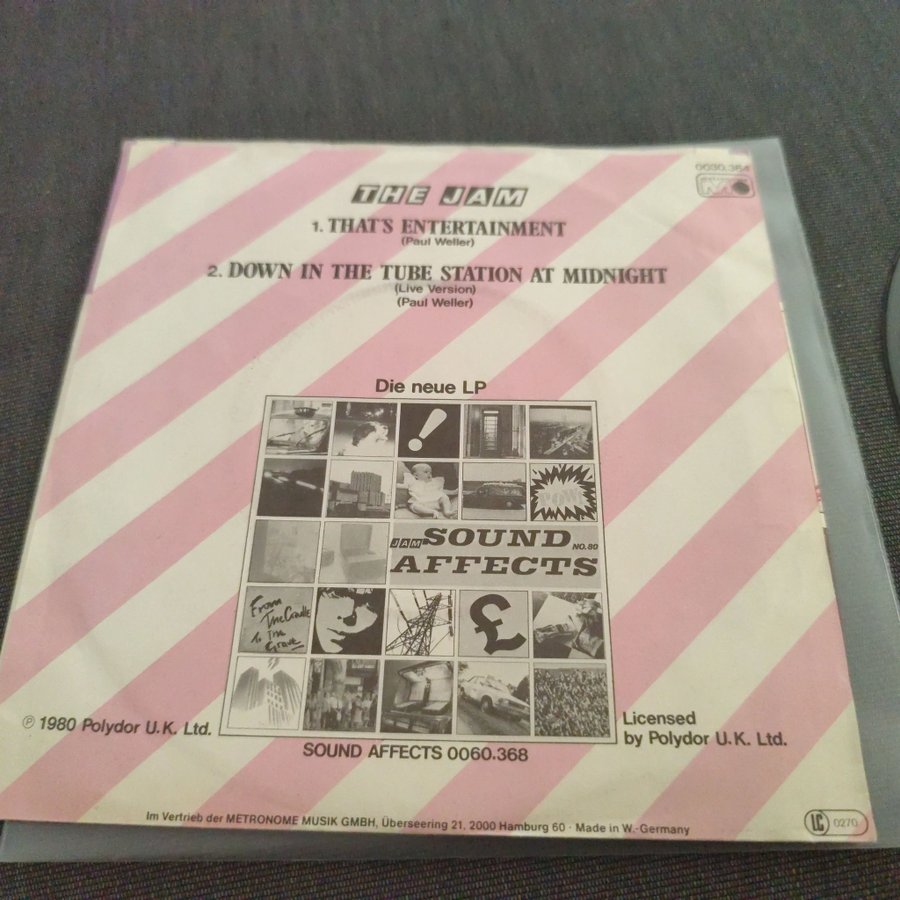 0030.364
THE JAM
1. THAT'S ENTERTAINMENT
(Paul Weller)
2. DOWN IN THE TUBE STATION AT MIDNIGHT
(Live Version)
(Paul Weller)
Die neue LP
!
POW
JAM SOUND NO.80
AFFECTS
From
The Cradle
To The
Grave
£
℗ 1980 Polydor U.K. Ltd.
Licensed
by Polydor U.K. Ltd.
SOUND AFFECTS 0060.368
Im Vertrieb der METRONOME MUSIK GMBH, Überseering 21, 2000 Hamburg 60 · Made in W.-Germany
LC 0270